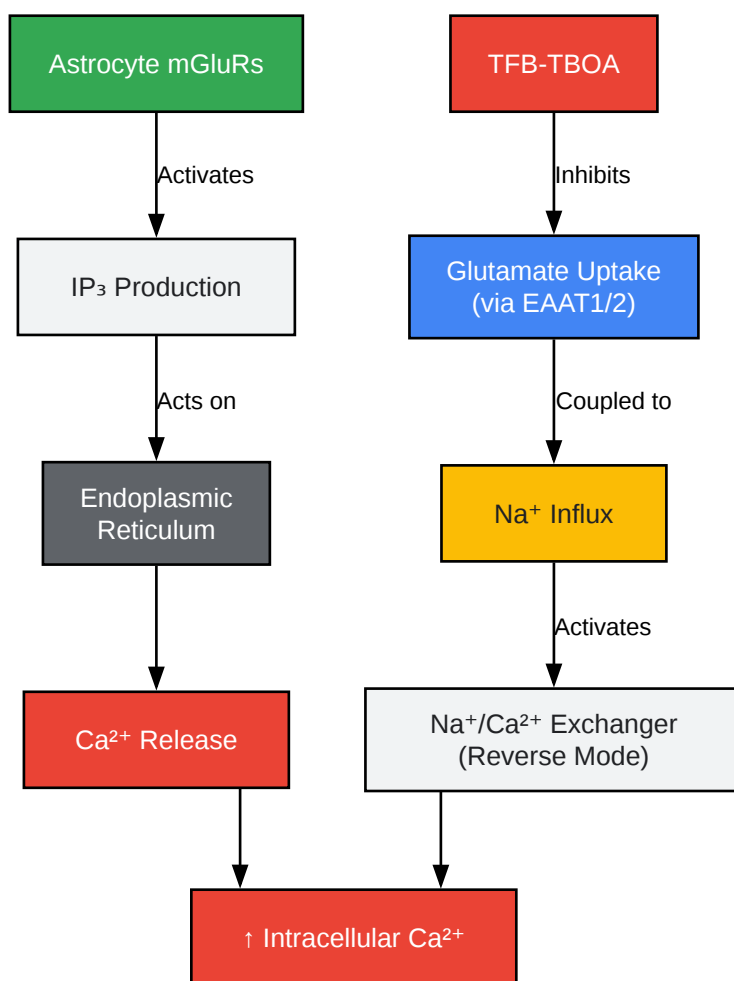 Astrocyte mGluRs
TFB-TBOA
Activates
Inhibits
IP₃ Production
Glutamate Uptake
(via EAAT1/2)
Acts on
Coupled to
Endoplasmic
Reticulum
Na⁺ Influx
Activates
Ca²⁺ Release
Na⁺/Ca²⁺ Exchanger
(Reverse Mode)
↑ Intracellular Ca²⁺